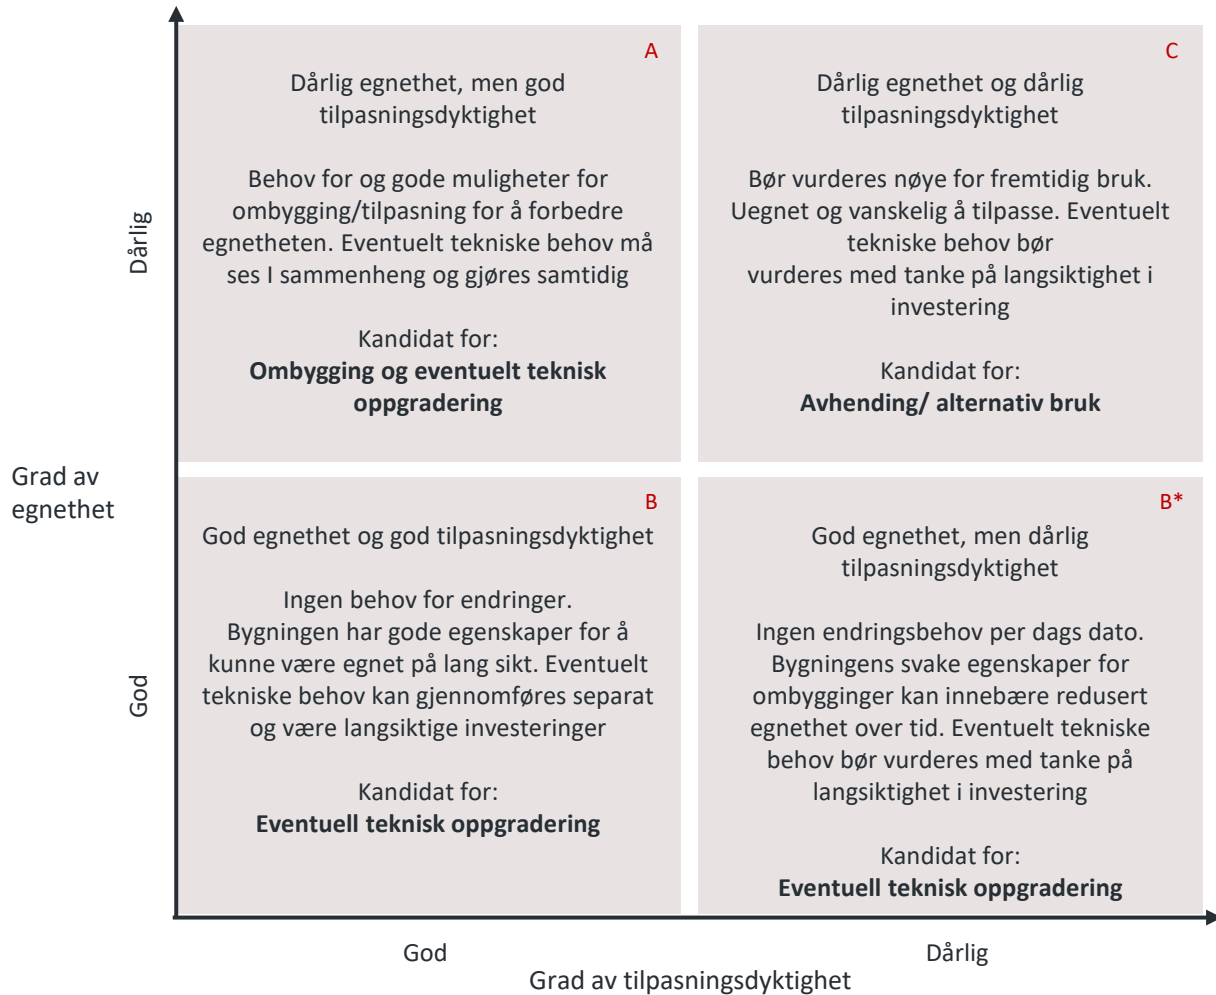 A
Dårlig egnethet, men god
tilpasningsdyktighet
Behov for og gode muligheter for
ombygging/tilpasning for å forbedre
egnetheten. Eventuelt tekniske behov må
ses I sammenheng og gjøres samtidig
Kandidat for:
Ombygging og eventuelt teknisk
oppgradering
C
Dårlig egnethet og dårlig
tilpasningsdyktighet
Bør vurderes nøye for fremtidig bruk.
Uegnet og vanskelig å tilpasse. Eventuelt
tekniske behov bør
vurderes med tanke på langsiktighet i
investering
Kandidat for:
Avhending/ alternativ bruk
Dårlig
Grad av
egnethet
God
B
God egnethet og god tilpasningsdyktighet
Ingen behov for endringer.
Bygningen har gode egenskaper for å
kunne være egnet på lang sikt. Eventuelt
tekniske behov kan gjennomføres separat
og være langsiktige investeringer
Kandidat for:
Eventuell teknisk oppgradering
B*
God egnethet, men dårlig
tilpasningsdyktighet
Ingen endringsbehov per dags dato.
Bygningens svake egenskaper for
ombygginger kan innebære redusert
egnethet over tid. Eventuelt tekniske
behov bør vurderes med tanke på
langsiktighet i investering
Kandidat for:
Eventuell teknisk oppgradering
God
Dårlig
Grad av tilpasningsdyktighet